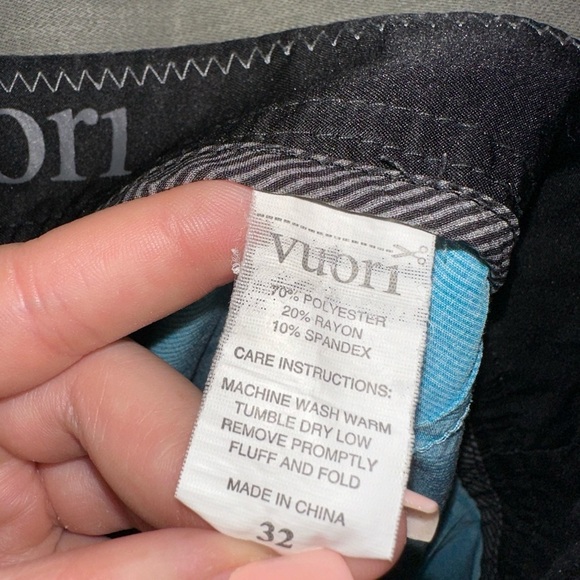 ori
vuori
70% POLYESTER
20% RAYON
10% SPANDEX
CARE INSTRUCTIONS:
MACHINE WASH WARM
TUMBLE DRY LOW
REMOVE PROMPTLY
FLUFF AND FOLD
MADE IN CHINA
32